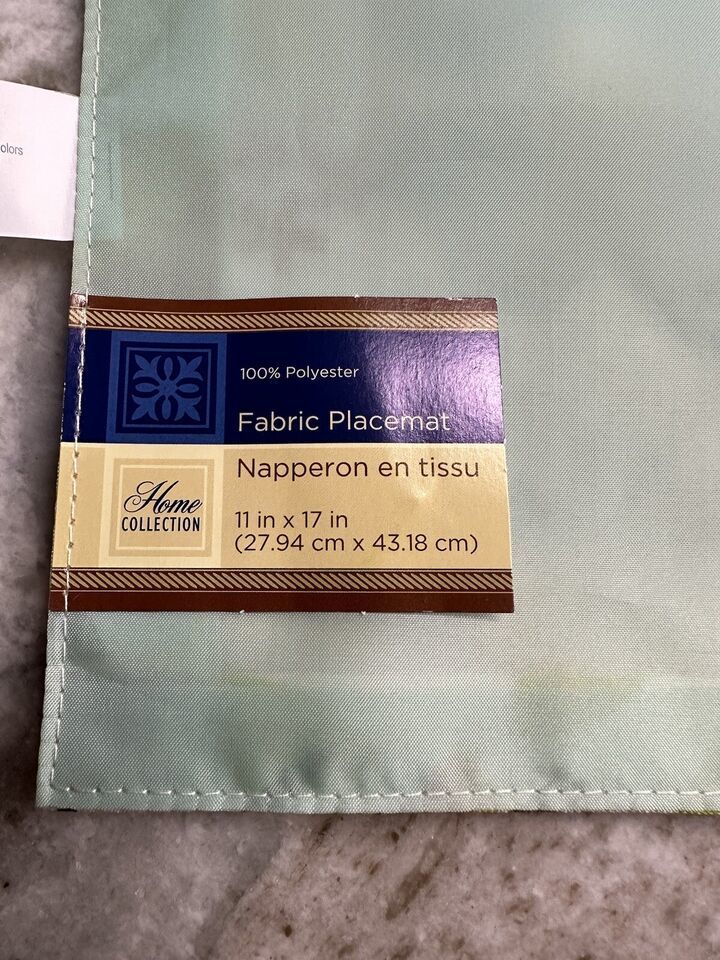 olors
100% Polyester
Fabric Placemat
Napperon en tissu
Home
COLLECTION
11 in x 17 in
(27.94 cm x 43.18 cm)